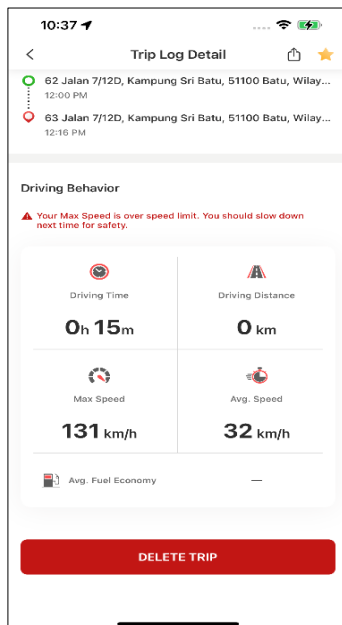 10:37
Trip Log Detail
62 Jalan 7/12D, Kampung Sri Batu, 51100 Batu, Wilay...
12:00 PM
63 Jalan 7/12D, Kampung Sri Batu, 51100 Batu, Wilay...
12:16 PM
Driving Behavior
Your Max Speed is over speed limit. You should slow down
next time for safety.
Driving Time
Driving Distance
0h 15m
0 km
Max Speed
Avg. Speed
131 km/h
32 km/h
Avg. Fuel Economy —
DELETE TRIP